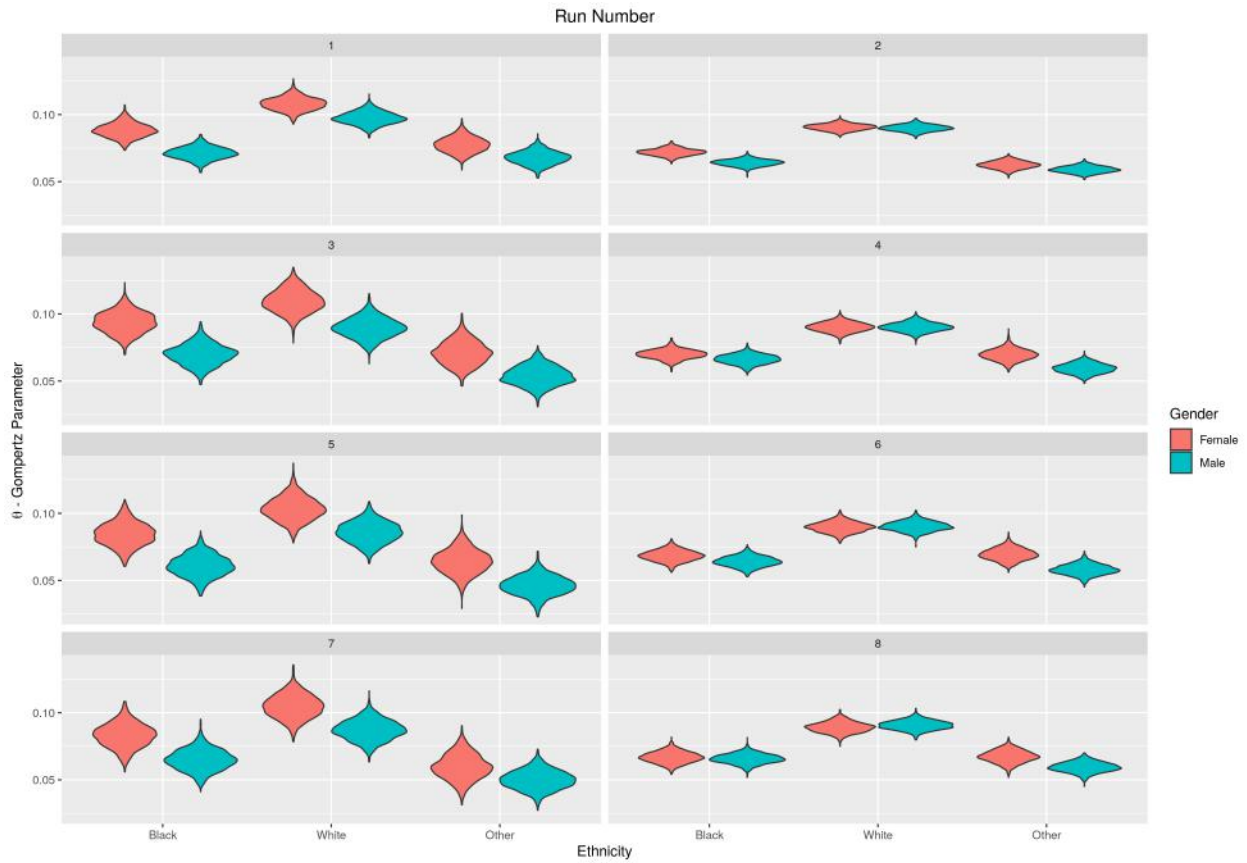 Run Number
1
2
0.10
0.05
3
4
0.10
0.05
5
6
0.10
0.05
7
8
0.10
0.05
θ - Gompertz Parameter
Black
White
Other
Black
White
Other
Ethnicity
Gender
Female
Male